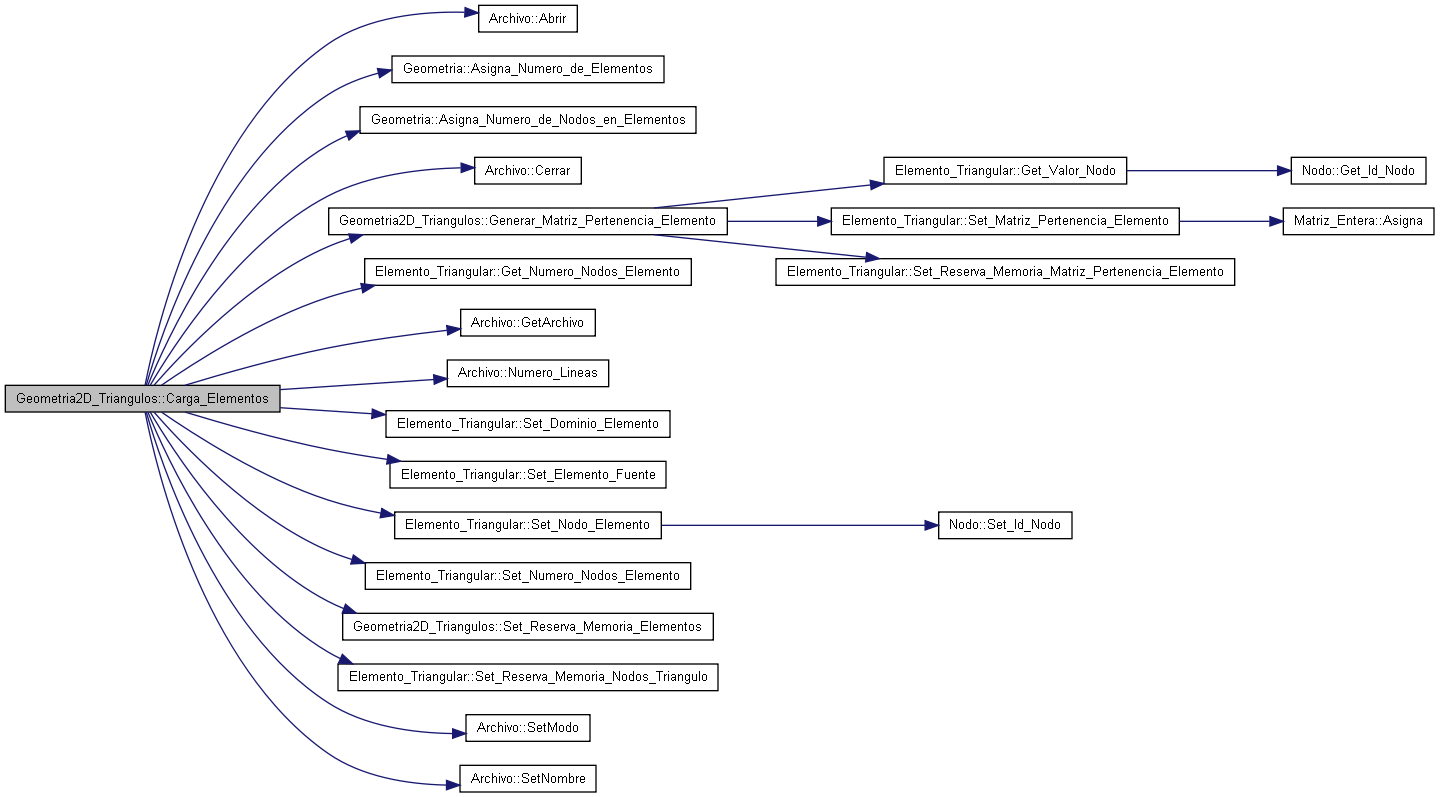 Archivo::Abrir
Geometria::Asigna_Numero_de_Elementos
Geometria::Asigna_Numero_de_Nodos_en_Elementos
Archivo::Cerrar
Elemento_Triangular::Get_Valor_Nodo
Nodo::Get_Id_Nodo
Geometria2D_Triangulos::Generar_Matriz_Pertenencia_Elemento
Elemento_Triangular::Set_Matriz_Pertenencia_Elemento
Matriz_Entera::Asigna
Elemento_Triangular::Get_Numero_Nodos_Elemento
Elemento_Triangular::Set_Reserva_Memoria_Matriz_Pertenencia_Elemento
Archivo::GetArchivo
Archivo::Numero_Lineas
Geometria2D_Triangulos::Carga_Elementos
Elemento_Triangular::Set_Dominio_Elemento
Elemento_Triangular::Set_Elemento_Fuente
Elemento_Triangular::Set_Nodo_Elemento
Nodo::Set_Id_Nodo
Elemento_Triangular::Set_Numero_Nodos_Elemento
Geometria2D_Triangulos::Set_Reserva_Memoria_Elementos
Elemento_Triangular::Set_Reserva_Memoria_Nodos_Triangulo
Archivo::SetModo
Archivo::SetNombre